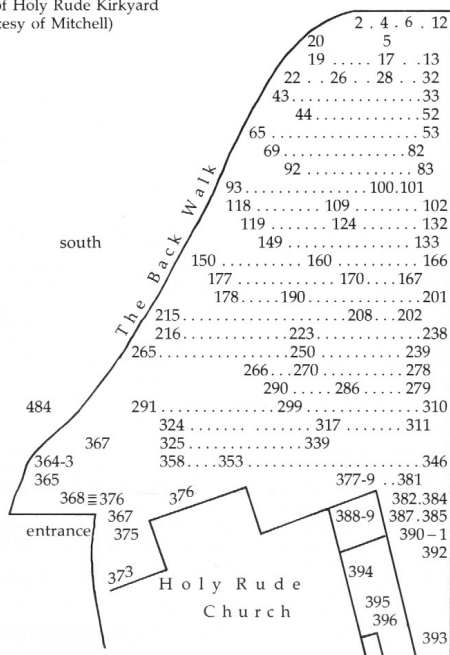 of Holy Rude Kirkyard
tesy of Mitchell)
2 . 4 . 6 . 12
20 5
19 ..... 17 .. 13
22 .. 26 .. 28 .. 32
43................33
44..............52
65...................53
69................82
92..............83
93...............100.101
118 ....... 109 ......... 102
119 ....... 124 ....... 132
149 ................133
150 ........... 160 ........... 166
177 ............. 170 .... 167
178 .... 190 .............. 201
215 .................... 208 ... 202
216 .............223 .............. 238
265 ................ 250 .............. 239
266 ...270 .............. 278
290 ...... 286 ..... 279
The Back Walk
south
484 291 ..............299 ..................310
324 ................ 317 ......... 311
367 325 .............. 339
364-3 358 ....353 ......................... 346
365 377-9 ..381
368 ≡ 376 376 382.384
367 388-9 387.385
entrance 375 390–1
392
373 394
Holy Rude
Church
395
396
393